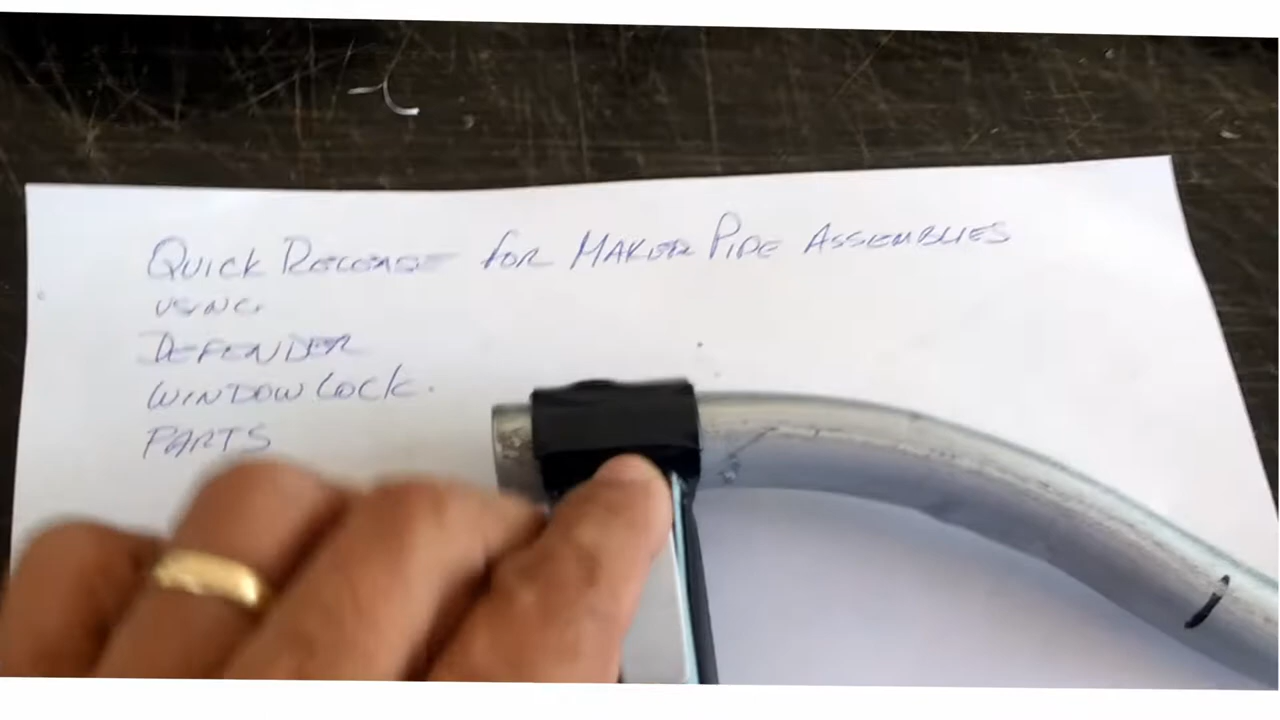 Quick Release for Maker Pipe Assemblies
using
Defender
Window Lock.
Parts